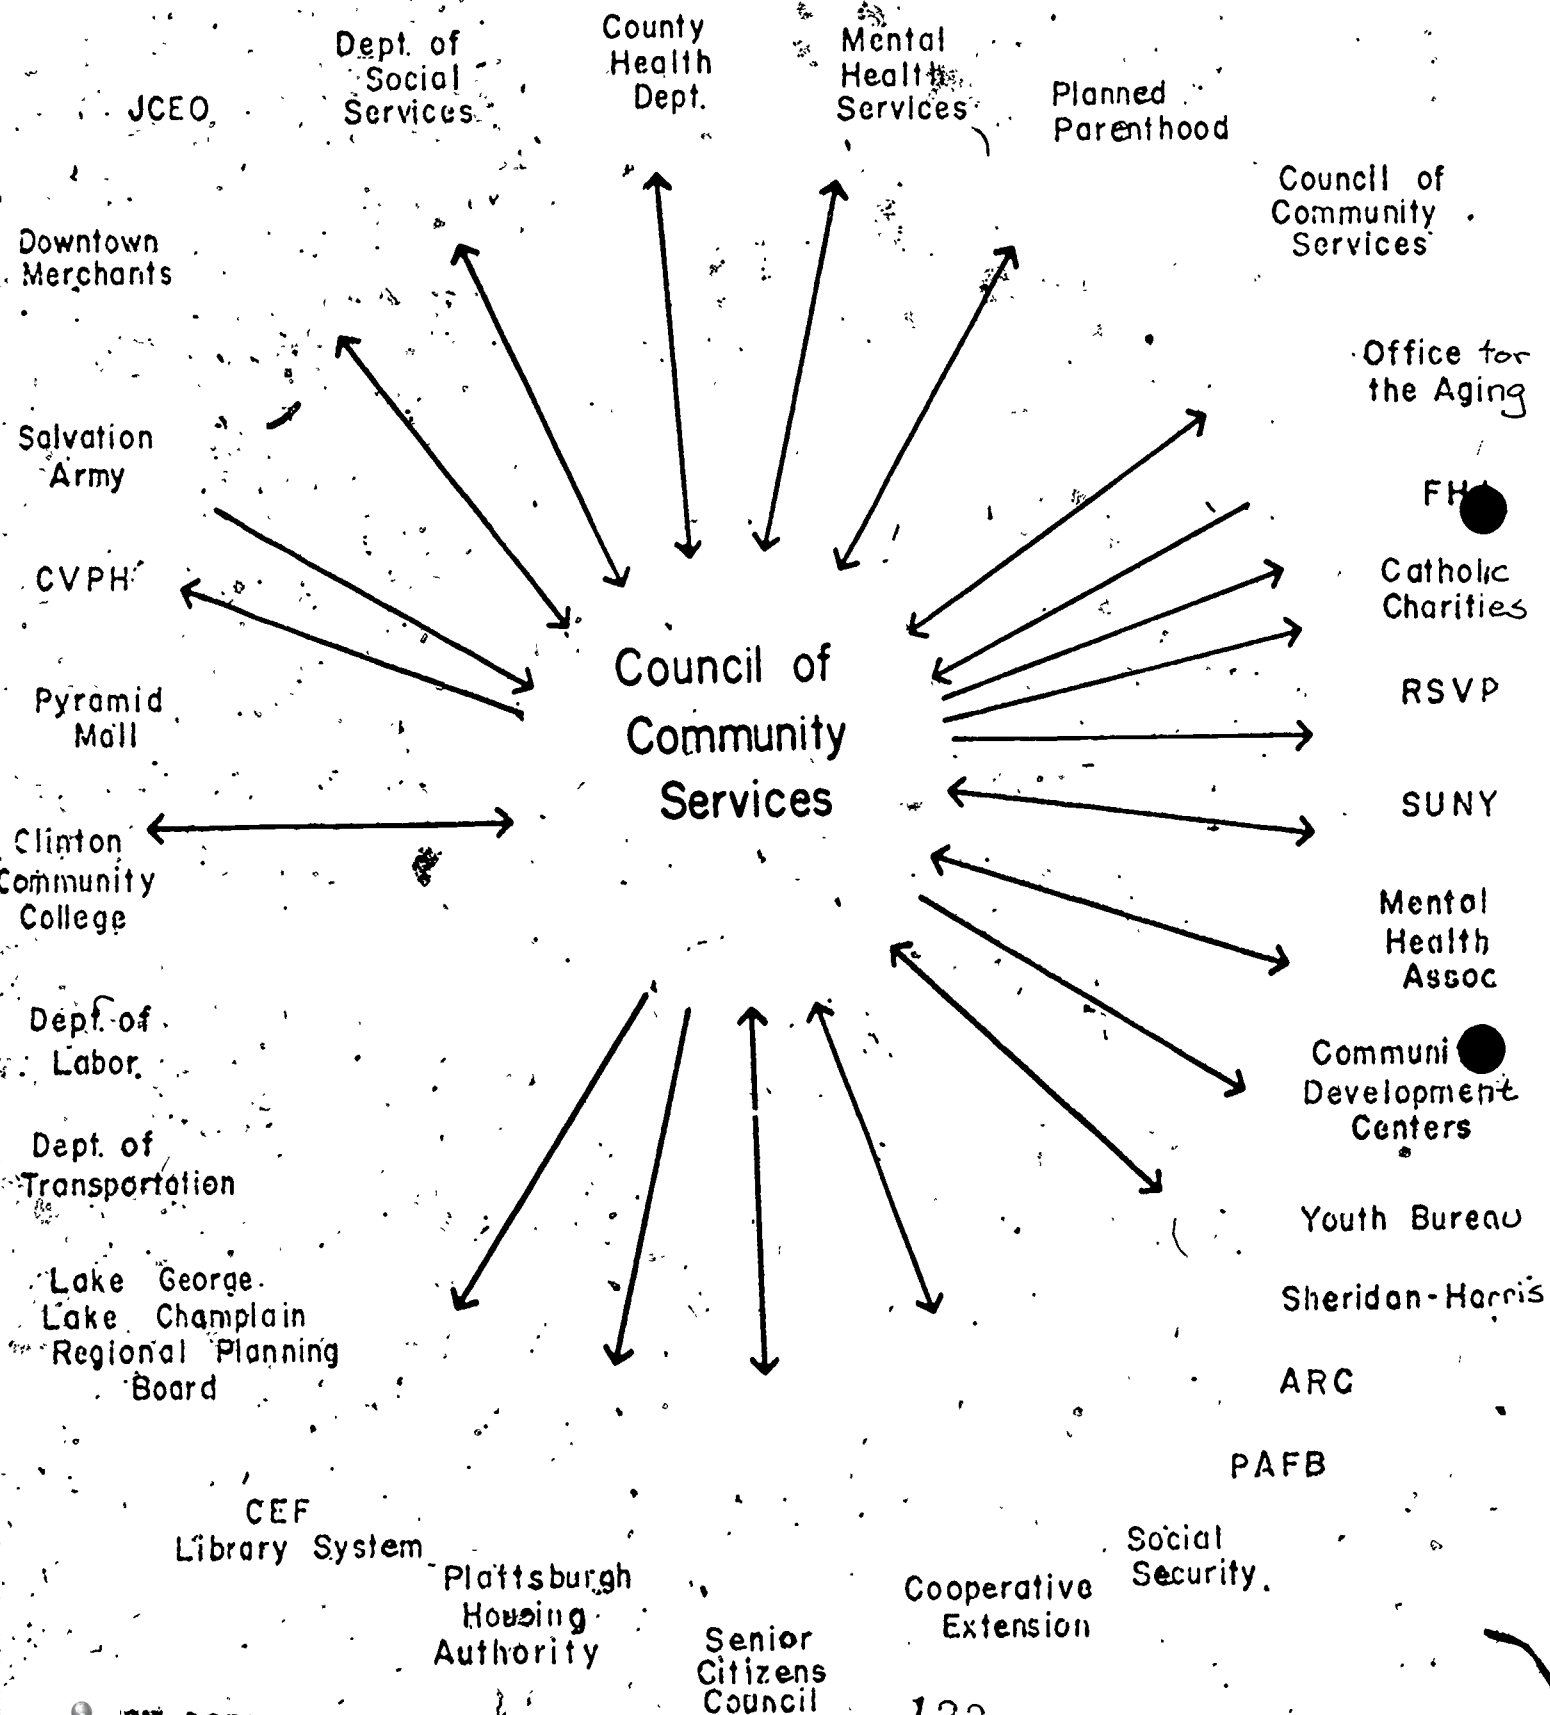 County
Health
Dept.
Dept. of
Social
Services
Mental
Health
Services
JCEO
Planned
Parenthood
Council of
Community
Services
Downtown
Merchants
Office for
the Aging
Salvation
Army
CVPH
Catholic
Charities
Council of
Community
Services
Pyramid
Mall
RSVP
SUNY
Clinton
Community
College
Mental
Health
Assoc
Dept. of
Labor
Development
Centers
Dept. of
Transportation
Youth Bureau
Lake George
Lake Champlain
Regional Planning
Board
Sheridan-Harris
ARC
PAFB
CEF
Library System
Social
Security
Plattsburgh
Housing
Authority
Cooperative
Extension
Senior
Citizens
Council